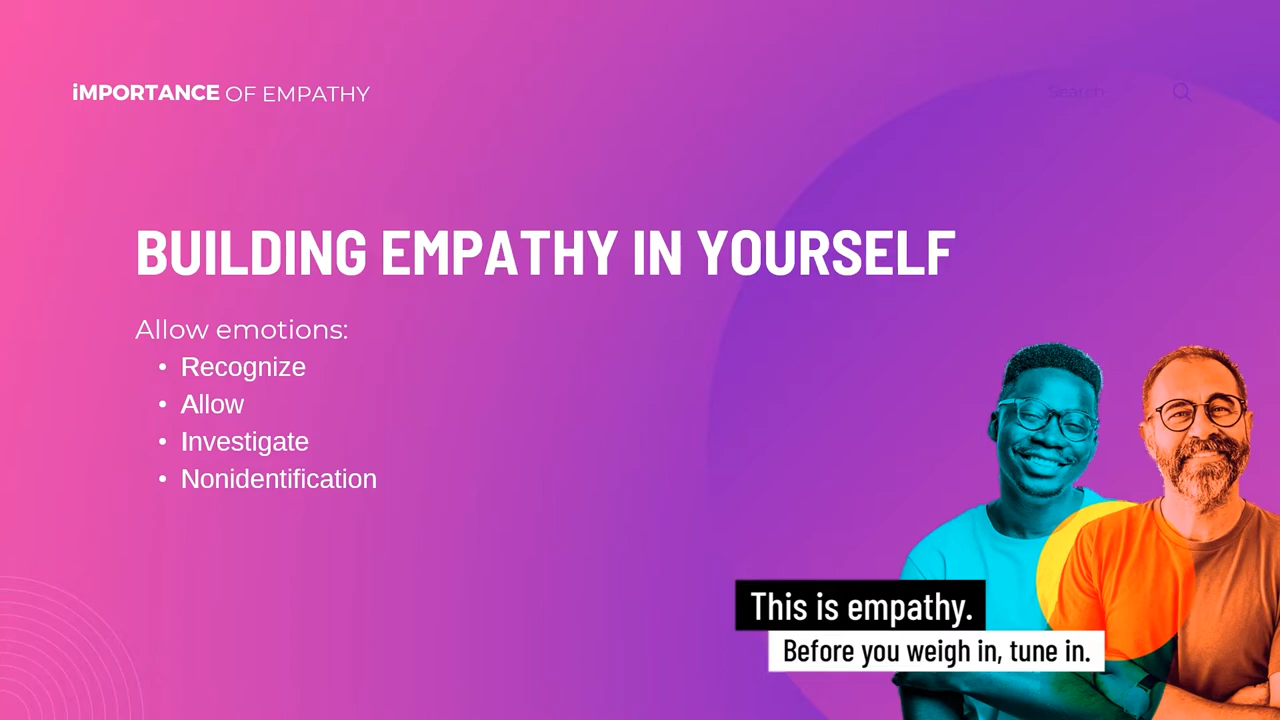 iMPORTANCE OF EMPATHY
Search
BUILDING EMPATHY IN YOURSELF
Allow emotions:
• Recognize
• Allow
• Investigate
• Nonidentification
This is empathy.
Before you weigh in, tune in.